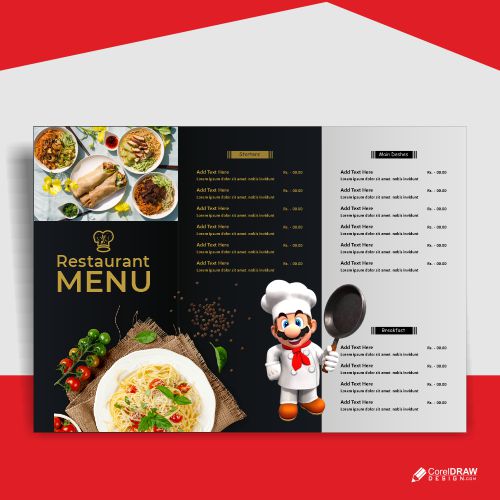 Restaurant
MENU
Starters
Add Text Here Rs. - 00.00
Lorem ipsum dolor sit amet, nobis invidunt
Add Text Here Rs. - 00.00
Lorem ipsum dolor sit amet, nobis invidunt
Add Text Here Rs. - 00.00
Lorem ipsum dolor sit amet, nobis invidunt
Add Text Here Rs. - 00.00
Lorem ipsum dolor sit amet, nobis invidunt
Add Text Here Rs. - 00.00
Lorem ipsum dolor sit amet, nobis invidunt
Add Text Here Rs. - 00.00
Lorem ipsum dolor sit amet, nobis invidunt
Main Deshes
Add Text Here Rs. - 00.00
Lorem ipsum dolor sit amet, nobis invidunt
Add Text Here Rs. - 00.00
Lorem ipsum dolor sit amet, nobis invidunt
Add Text Here Rs. - 00.00
Lorem ipsum dolor sit amet, nobis invidunt
Add Text Here Rs. - 00.00
Lorem ipsum dolor sit amet, nobis invidunt
Add Text Here Rs. - 00.00
Lorem ipsum dolor sit amet, nobis invidunt
Add Text Here Rs. - 00.00
Lorem ipsum dolor sit amet, nobis invidunt
Breakfast
Add Text Here Rs. - 00.00
Lorem ipsum dolor sit amet, nobis invidunt
Add Text Here Rs. - 00.00
Lorem ipsum dolor sit amet, nobis invidunt
Add Text Here Rs. - 00.00
Lorem ipsum dolor sit amet, nobis invidunt
Add Text Here Rs. - 00.00
Lorem ipsum dolor sit amet, nobis invidunt
CorelDRAW
DESIGN.COM